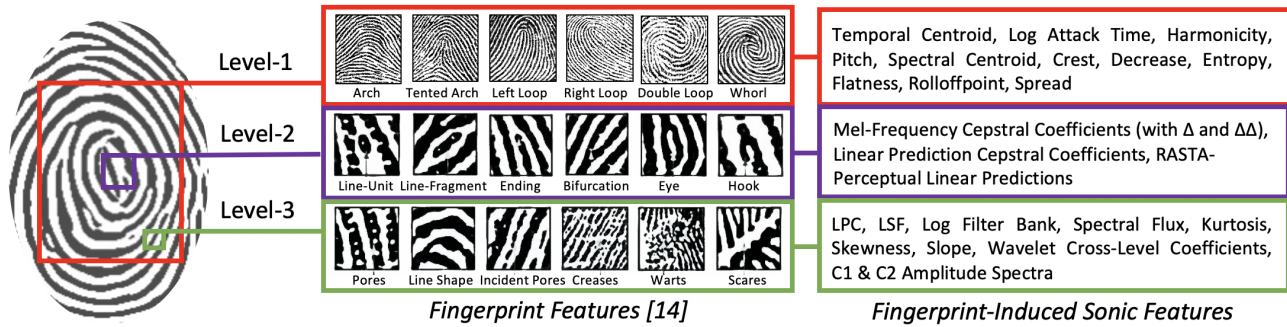 Level-1
Level-2
Level-3
Arch Tented Arch Left Loop Right Loop Double Loop Whorl
Line-Unit Line-Fragment Ending Bifurcation Eye Hook
Pores Line Shape Incident Pores Creases Warts Scares
Fingerprint Features [14]
Temporal Centroid, Log Attack Time, Harmonicity,
Pitch, Spectral Centroid, Crest, Decrease, Entropy,
Flatness, Rolloffpoint, Spread
Mel-Frequency Cepstral Coefficients (with Δ and ΔΔ),
Linear Prediction Cepstral Coefficients, RASTA-
Perceptual Linear Predictions
LPC, LSF, Log Filter Bank, Spectral Flux, Kurtosis,
Skewness, Slope, Wavelet Cross-Level Coefficients,
C1 & C2 Amplitude Spectra
Fingerprint-Induced Sonic Features